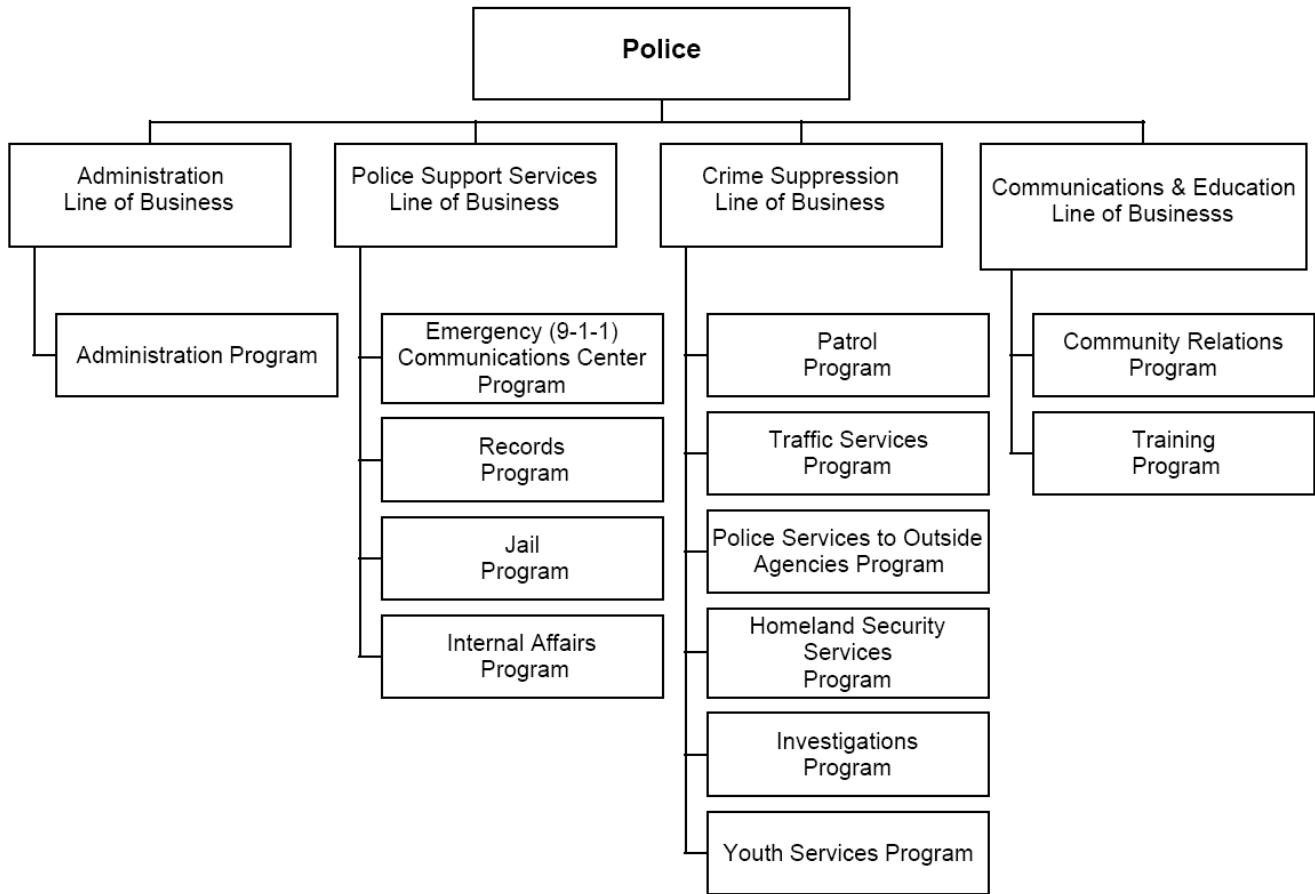 Police
Administration
Line of Business
Police Support Services
Line of Business
Crime Suppression
Line of Business
Communications & Education
Line of Businesss
Administration Program
Emergency (9-1-1)
Communications Center
Program
Records
Program
Jail
Program
Internal Affairs
Program
Patrol
Program
Traffic Services
Program
Police Services to Outside
Agencies Program
Homeland Security
Services
Program
Investigations
Program
Youth Services Program
Community Relations
Program
Training
Program